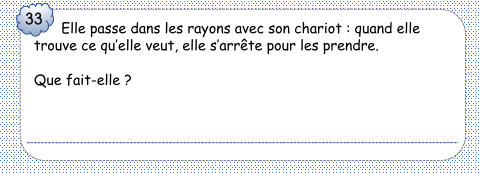 33
Elle passe dans les rayons avec son chariot : quand elle
trouve ce qu’elle veut, elle s’arrête pour les prendre.
Que fait-elle ?